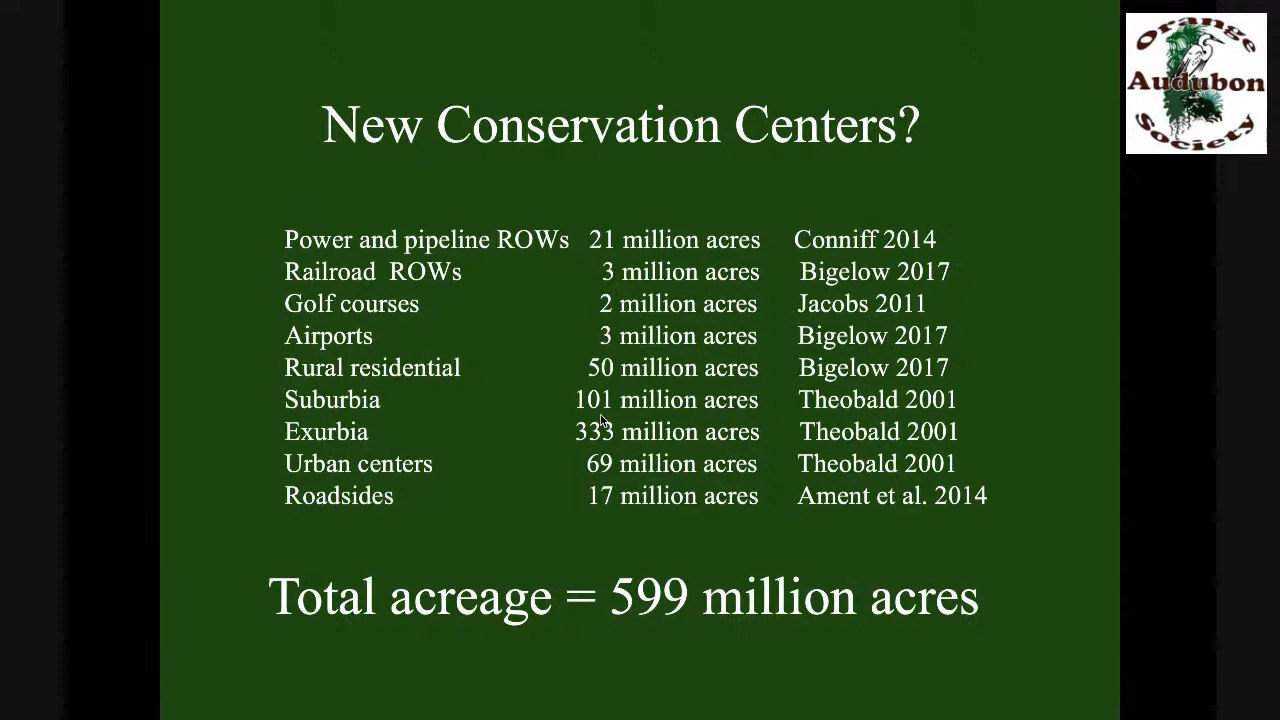 New Conservation Centers?
Power and pipeline ROWs 21 million acres Conniff 2014
Railroad ROWs 3 million acres Bigelow 2017
Golf courses 2 million acres Jacobs 2011
Airports 3 million acres Bigelow 2017
Rural residential 50 million acres Bigelow 2017
Suburbia 101 million acres Theobald 2001
Exurbia 333 million acres Theobald 2001
Urban centers 69 million acres Theobald 2001
Roadsides 17 million acres Ament et al. 2014
Total acreage = 599 million acres
Orange
Audubon
Society